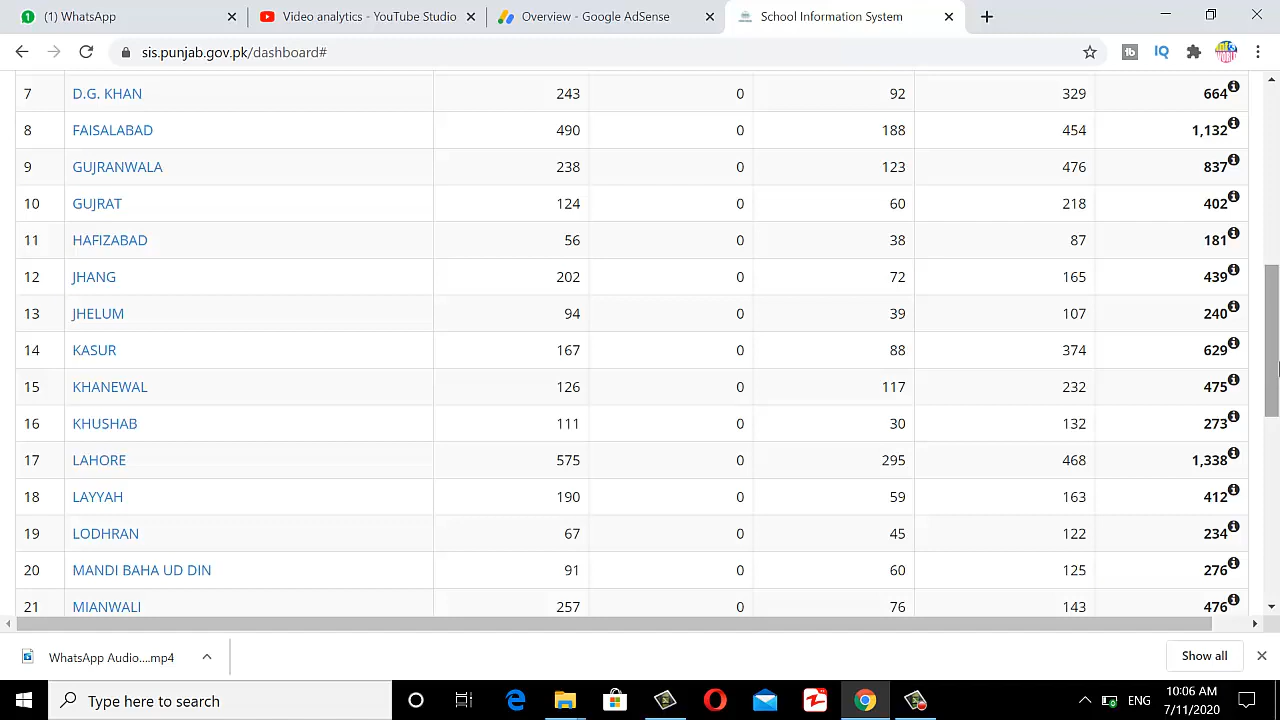 (1) WhatsApp
Video analytics - YouTube Studio
Overview - Google AdSense
School Information System
sis.punjab.gov.pk/dashboard#
7 D.G. KHAN 243 0 92 329 664
8 FAISALABAD 490 0 188 454 1,132
9 GUJRANWALA 238 0 123 476 837
10 GUJRAT 124 0 60 218 402
11 HAFIZABAD 56 0 38 87 181
12 JHANG 202 0 72 165 439
13 JHELUM 94 0 39 107 240
14 KASUR 167 0 88 374 629
15 KHANEWAL 126 0 117 232 475
16 KHUSHAB 111 0 30 132 273
17 LAHORE 575 0 295 468 1,338
18 LAYYAH 190 0 59 163 412
19 LODHRAN 67 0 45 122 234
20 MANDI BAHA UD DIN 91 0 60 125 276
21 MIANWALI 257 0 76 143 476
WhatsApp Audio....mp4
Show all
Type here to search
ENG
10:06 AM
7/11/2020